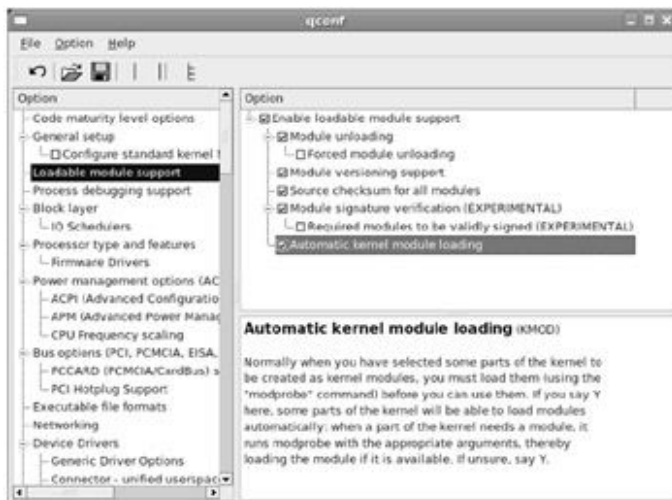 qconf
File Option Help
Option
Code maturity level options
General setup
Configure standard kernel
Loadable module support
Process debugging support
Block layer
IO Schedulers
Processor type and features
Firmware Drivers
Power management options (AC
ACPI (Advanced Configuratio
APM (Advanced Power Manag
CPU Frequency scaling
Bus options (PCI, PCMCIA, EISA,
PCCARD (PCMCIA/CardBus) s
PCI Hotplug Support
Executable file formats
Networking
Device Drivers
Generic Driver Options
Connector - unified userspac
Option
Enable loadable module support
Module unloading
Forced module unloading
Module versioning support
Source checksum for all modules
Module signature verification (EXPERIMENTAL)
Required modules to be validly signed (EXPERIMENTAL)
Automatic kernel module loading
Automatic kernel module loading (KMOD)
Normally when you have selected some parts of the kernel to
be created as kernel modules, you must load them (using the
"modprobe" command) before you can use them. If you say Y
here, some parts of the kernel will be able to load modules
automatically: when a part of the kernel needs a module, it
runs modprobe with the appropriate arguments, thereby
loading the module if it is available. If unsure, say Y.